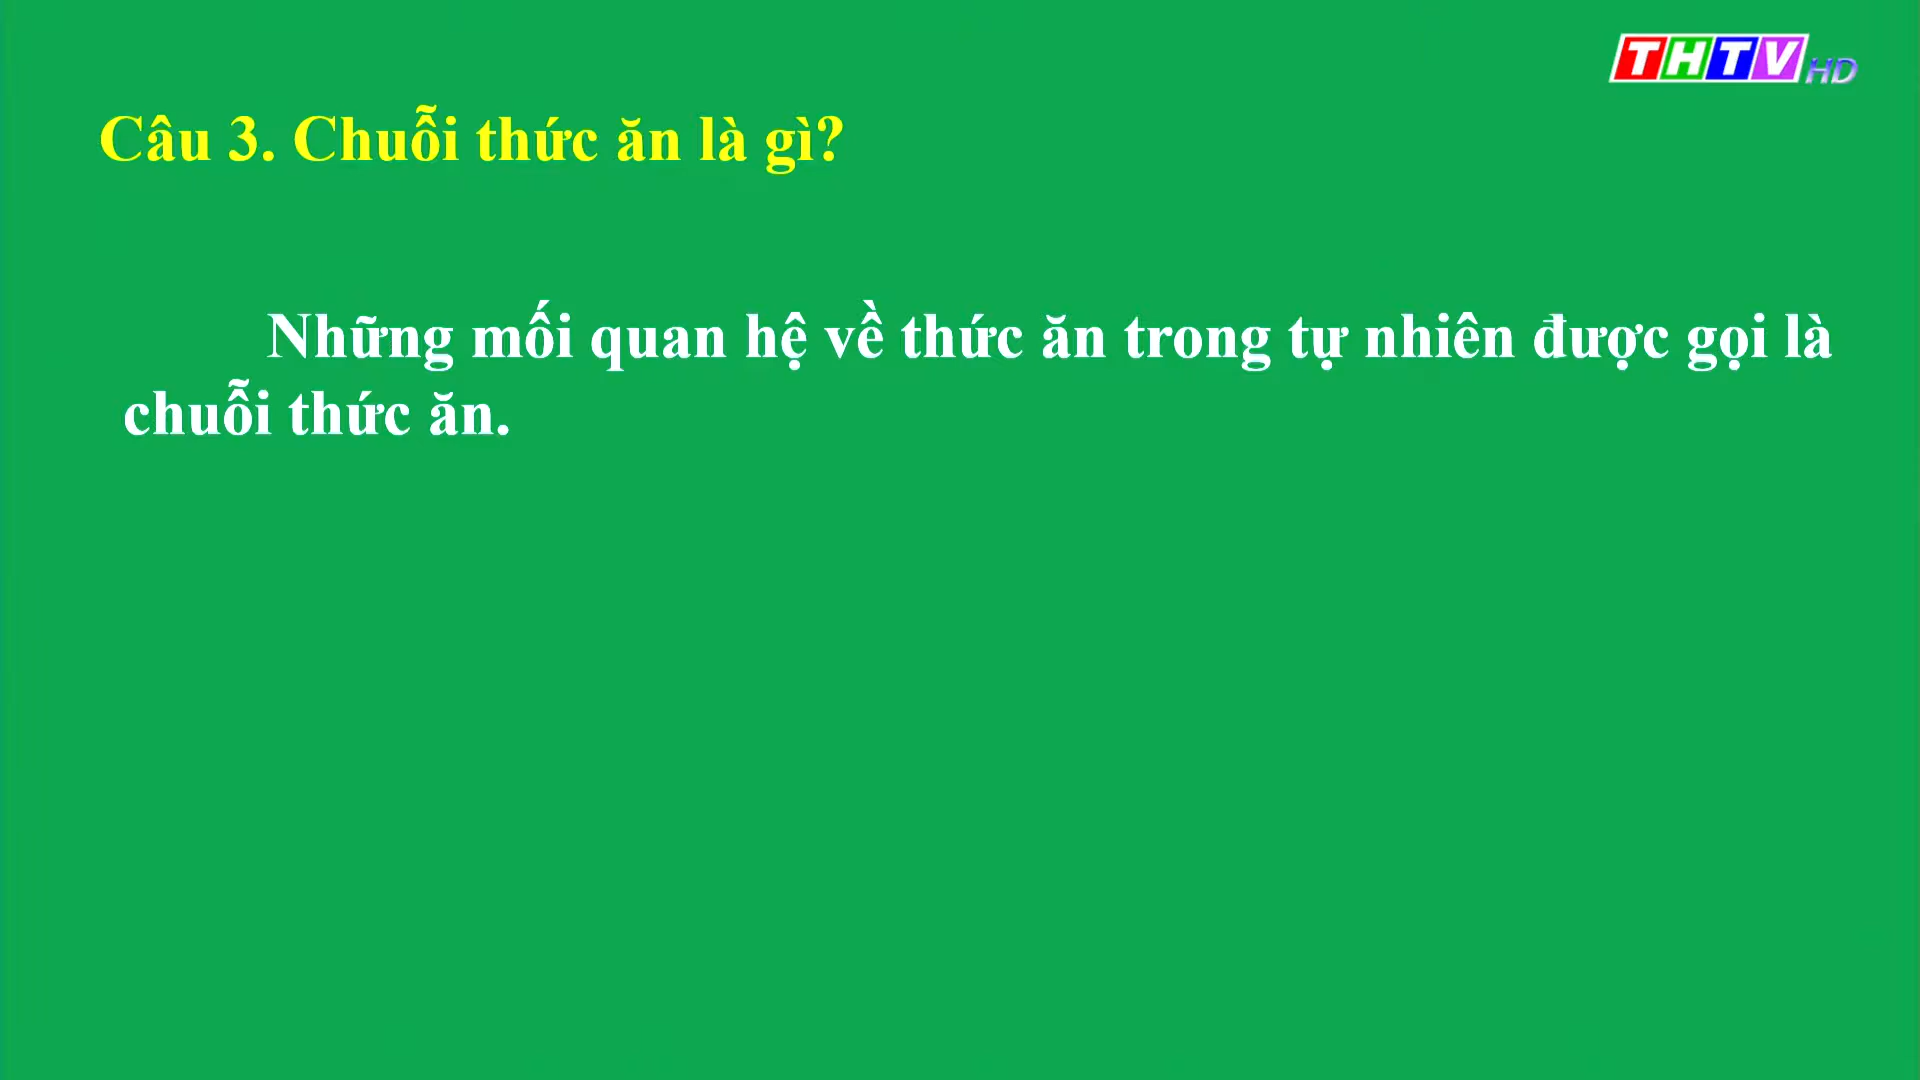 THTV HD
Câu 3. Chuỗi thức ăn là gì?
Những mối quan hệ về thức ăn trong tự nhiên được gọi là
chuỗi thức ăn.